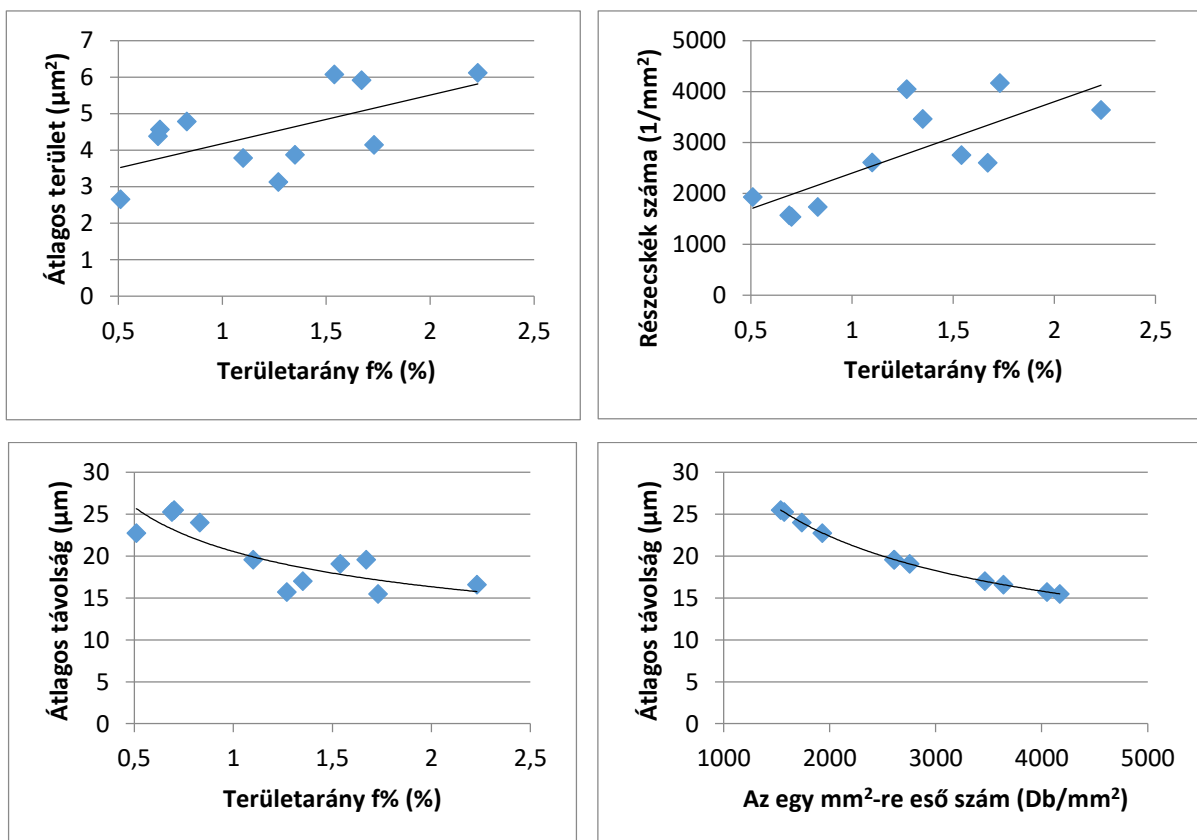 Átlagos terület (µm²)
7
6
5
4
3
2
1
0
0,5 1 1,5 2 2,5
Területarány f% (%)
Részecskék száma (1/mm²)
5000
4000
3000
2000
1000
0
0,5 1 1,5 2 2,5
Területarány f% (%)
Átlagos távolság (µm)
30
25
20
15
10
5
0
0,5 1 1,5 2 2,5
Területarány f% (%)
Átlagos távolság (µm)
30
25
20
15
10
5
0
1000 2000 3000 4000 5000
Az egy mm²-re eső szám (Db/mm²)